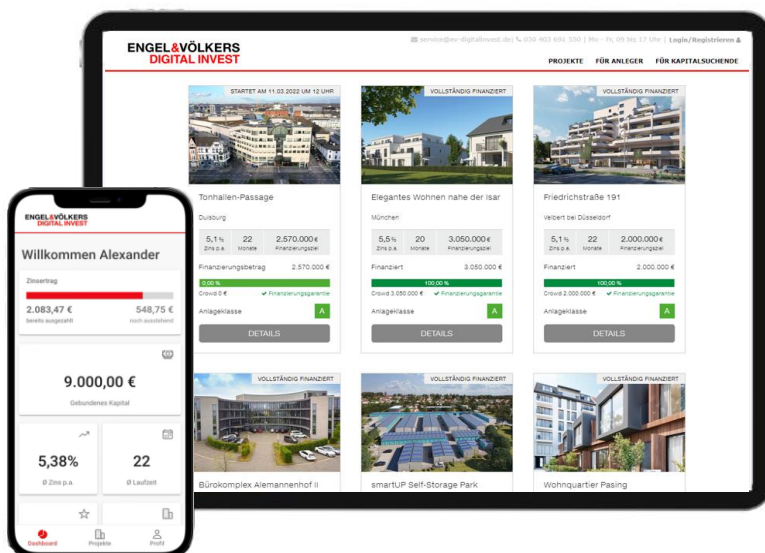 ENGEL&VÖLKERS
DIGITAL INVEST
service@ev-digitalinvest.de| 030 403 691 550 | Mo - Fr, 09 bis 17 Uhr | Login/Registrieren
PROJEKTE FÜR ANLEGER FÜR KAPITALSUCHENDE
STARTET AM 11.03.2022 UM 12 UHR
Tonhallen-Passage
Duisburg
5,1 % 22 2.570.000 €
Zins p.a. Monate Finanzierungsziel
Finanzierungsbetrag 2.570.000 €
0,00 %
Crowd 0 € Finanzierungsgarantie
Anlageklasse A
DETAILS
VOLLSTÄNDIG FINANZIERT
Elegantes Wohnen nahe der Isar
München
5,5 % 20 3.050.000 €
Zins p.a. Monate Finanzierungsziel
Finanziert 3.050.000 €
100,00 %
Crowd 3.050.000 € Finanzierungsgarantie
Anlageklasse A
DETAILS
VOLLSTÄNDIG FINANZIERT
Friedrichstraße 191
Velbert bei Düsseldorf
5,1 % 22 2.000.000 €
Zins p.a. Monate Finanzierungsziel
Finanziert 2.000.000 €
100,00 %
Crowd 2.000.000 € Finanzierungsgarantie
Anlageklasse A
DETAILS
VOLLSTÄNDIG FINANZIERT
Bürokomplex Alemannenhof II
VOLLSTÄNDIG FINANZIERT
smartUP Self-Storage Park
VOLLSTÄNDIG FINANZIERT
Wohnquartier Pasing
ENGEL&VÖLKERS
DIGITAL INVEST
Willkommen Alexander
Zinsertrag
2.083,47 € 548,75 €
bereits ausgezahlt noch ausstehend
9.000,00 €
Gebundenes Kapital
5,38% 22
Ø Zins p.a. Ø Laufzeit
Dashboard Projekte Profil